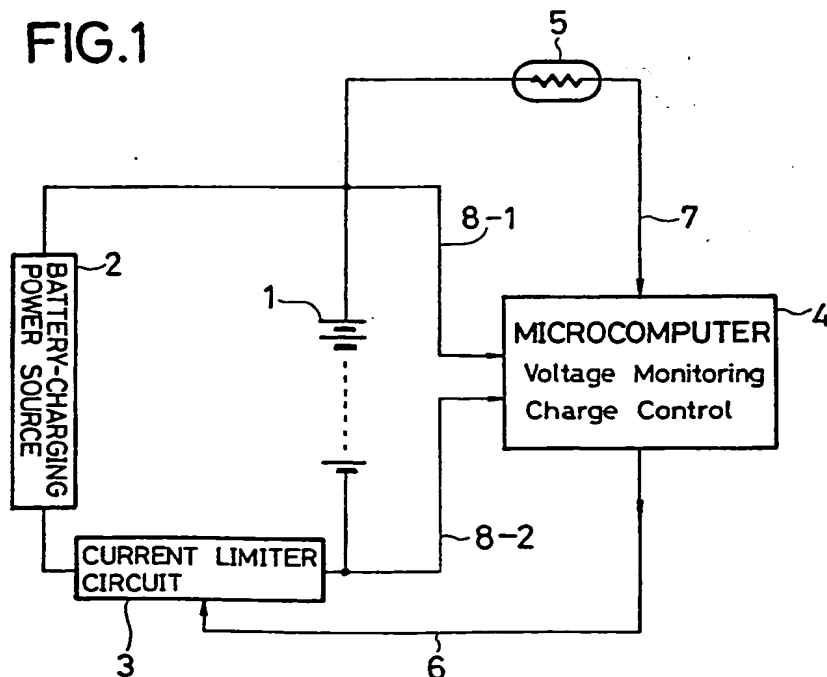 FIG.1
5
7
8-1
2
BATTERY-CHARGING
POWER SOURCE
1
4
MICROCOMPUTER
Voltage Monitoring
Charge Control
8-2
CURRENT LIMITER
CIRCUIT
3
6